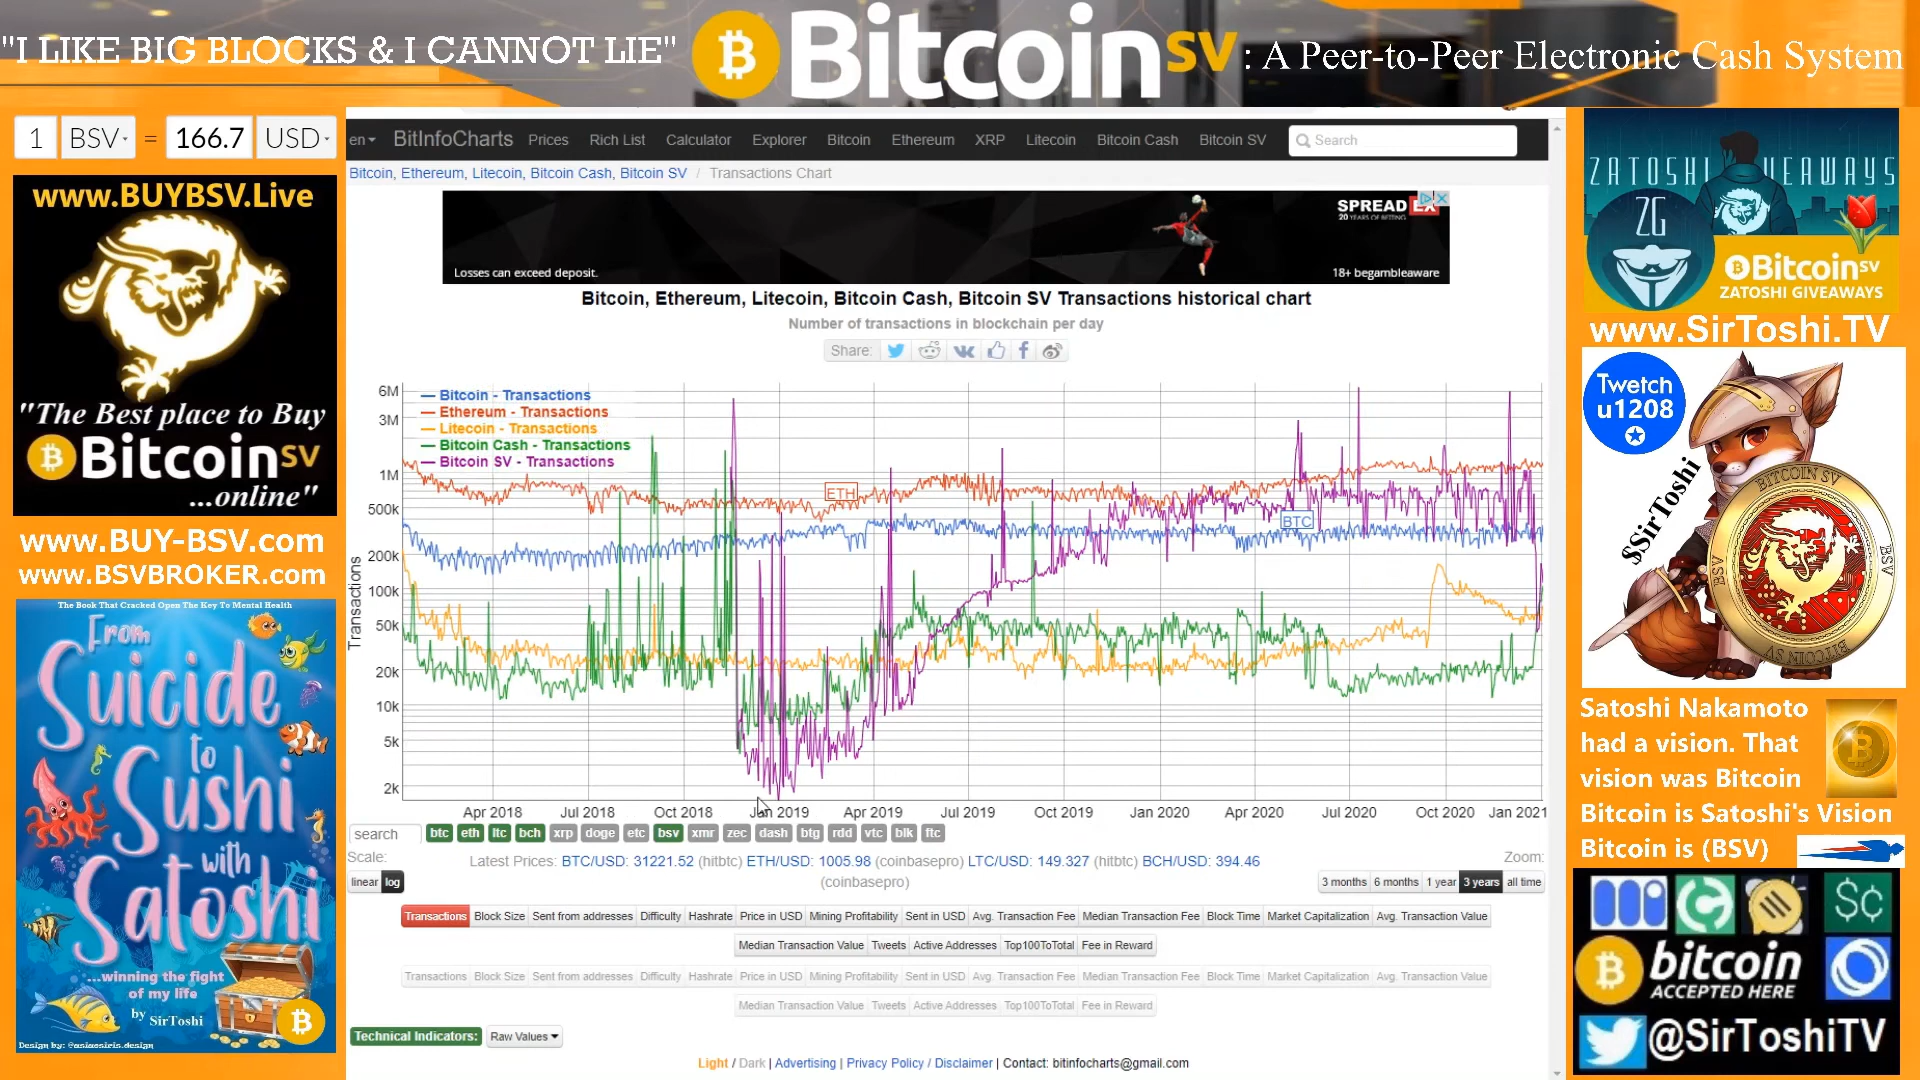 "I LIKE BIG BLOCKS & I CANNOT LIE"
BitcoinSV : A Peer-to-Peer Electronic Cash System
1 BSV = 166.7 USD
www.BUYBSV.Live
"The Best place to Buy
BitcoinSV
...online"
www.BUY-BSV.com
www.BSVBROKER.com
The Book That Cracked Open The Key To Mental Health
From
Suicide
to
Sushi
with
Satoshi
...winning the fight
of my life
by SirToshi
Design by: @asiaosiris.design
en BitInfoCharts Prices Rich List Calculator Explorer Bitcoin Ethereum XRP Litecoin Bitcoin Cash Bitcoin SV Search
Bitcoin, Ethereum, Litecoin, Bitcoin Cash, Bitcoin SV / Transactions Chart
SPREAD EX
20 YEARS OF BETTING
Losses can exceed deposit.
18+ begambleaware
Bitcoin, Ethereum, Litecoin, Bitcoin Cash, Bitcoin SV Transactions historical chart
Number of transactions in blockchain per day
Share:
Bitcoin - Transactions
Ethereum - Transactions
Litecoin - Transactions
Bitcoin Cash - Transactions
Bitcoin SV - Transactions
Transactions
6M
3M
1M
500k
200k
100k
50k
20k
10k
5k
2k
ETH
BTC
Apr 2018 Jul 2018 Oct 2018 Jan 2019 Apr 2019 Jul 2019 Oct 2019 Jan 2020 Apr 2020 Jul 2020 Oct 2020 Jan 2021
search btc eth ltc bch xrp doge etc bsv xmr zec dash btg rdd vtc blk ftc
Scale:
linear log
Latest Prices: BTC/USD: 31221.52 (hitbtc) ETH/USD: 1005.98 (coinbasepro) LTC/USD: 149.327 (hitbtc) BCH/USD: 394.46
(coinbasepro)
Zoom:
3 months 6 months 1 year 3 years all time
Transactions Block Size Sent from addresses Difficulty Hashrate Price in USD Mining Profitability Sent in USD Avg. Transaction Fee Median Transaction Fee Block Time Market Capitalization Avg. Transaction Value
Median Transaction Value Tweets Active Addresses Top100ToTotal Fee in Reward
Transactions Block Size Sent from addresses Difficulty Hashrate Price in USD Mining Profitability Sent in USD Avg. Transaction Fee Median Transaction Fee Block Time Market Capitalization Avg. Transaction Value
Median Transaction Value Tweets Active Addresses Top100ToTotal Fee in Reward
Technical Indicators: Raw Values
Light / Dark | Advertising | Privacy Policy / Disclaimer | Contact: bitinfocharts@gmail.com
ZG
BitcoinSV
ZATOSHI GIVEAWAYS
www.SirToshi.TV
Twetch
u1208
$SirToshi
BITCOIN SV
BSV
BSV
BITCOIN SV
Satoshi Nakamoto
had a vision. That
vision was Bitcoin
Bitcoin is Satoshi's Vision
Bitcoin is (BSV)
bitcoin
ACCEPTED HERE
@SirToshiTV